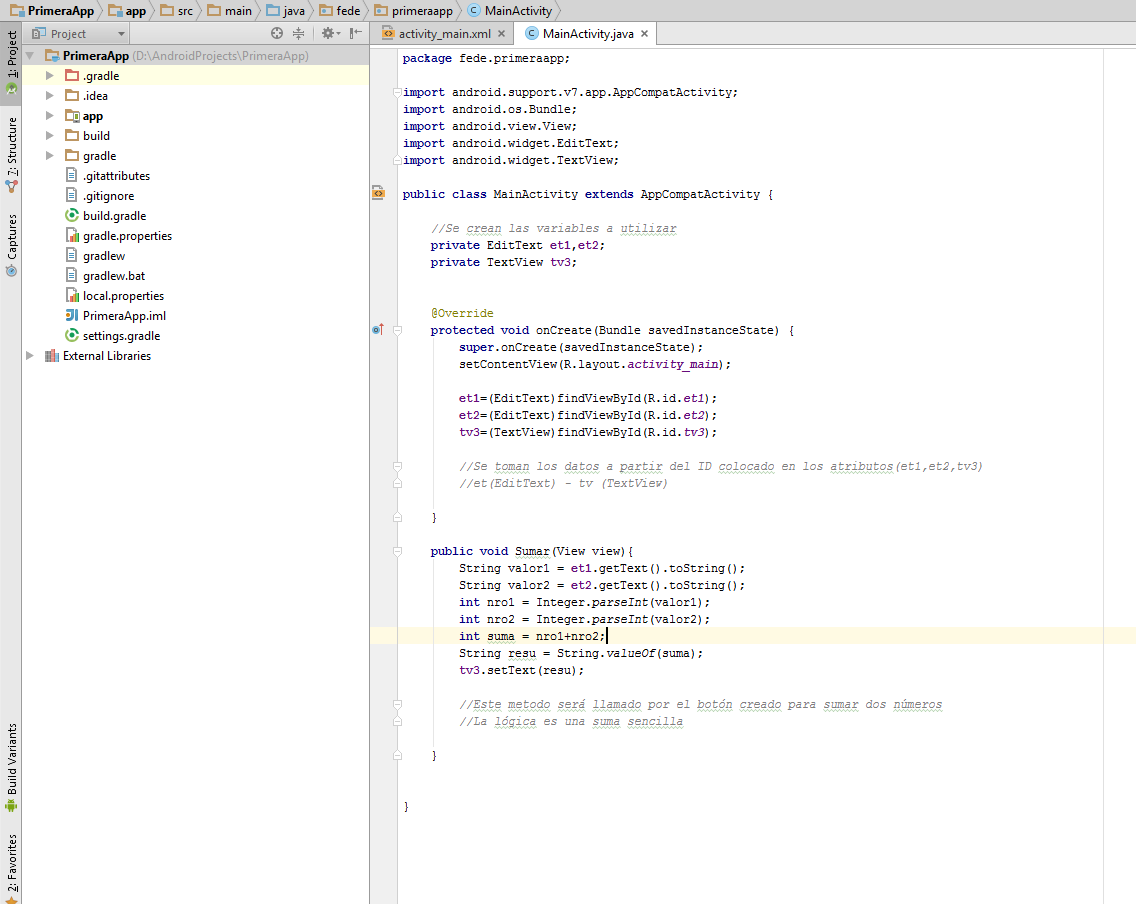 PrimeraApp app src main java fede primeraapp MainActivity
Project
activity_main.xml MainActivity.java
1: Project
7: Structure
Captures
Build Variants
2: Favorites
PrimeraApp (D:\AndroidProjects\PrimeraApp)
.gradle
.idea
app
build
gradle
.gitattributes
.gitignore
build.gradle
gradle.properties
gradlew
gradlew.bat
local.properties
PrimeraApp.iml
settings.gradle
External Libraries
package fede.primeraapp;
import android.support.v7.app.AppCompatActivity;
import android.os.Bundle;
import android.view.View;
import android.widget.EditText;
import android.widget.TextView;
public class MainActivity extends AppCompatActivity {
//Se crean las variables a utilizar
private EditText et1,et2;
private TextView tv3;
@Override
protected void onCreate(Bundle savedInstanceState) {
super.onCreate(savedInstanceState);
setContentView(R.layout.activity_main);
et1=(EditText)findViewById(R.id.et1);
et2=(EditText)findViewById(R.id.et2);
tv3=(TextView)findViewById(R.id.tv3);
//Se toman los datos a partir del ID colocado en los atributos(et1,et2,tv3)
//et(EditText) - tv (TextView)
}
public void Sumar(View view){
String valor1 = et1.getText().toString();
String valor2 = et2.getText().toString();
int nro1 = Integer.parseInt(valor1);
int nro2 = Integer.parseInt(valor2);
int suma = nro1+nro2;
String resu = String.valueOf(suma);
tv3.setText(resu);
//Este metodo será llamado por el botón creado para sumar dos números
//La lógica es una suma sencilla
}
}